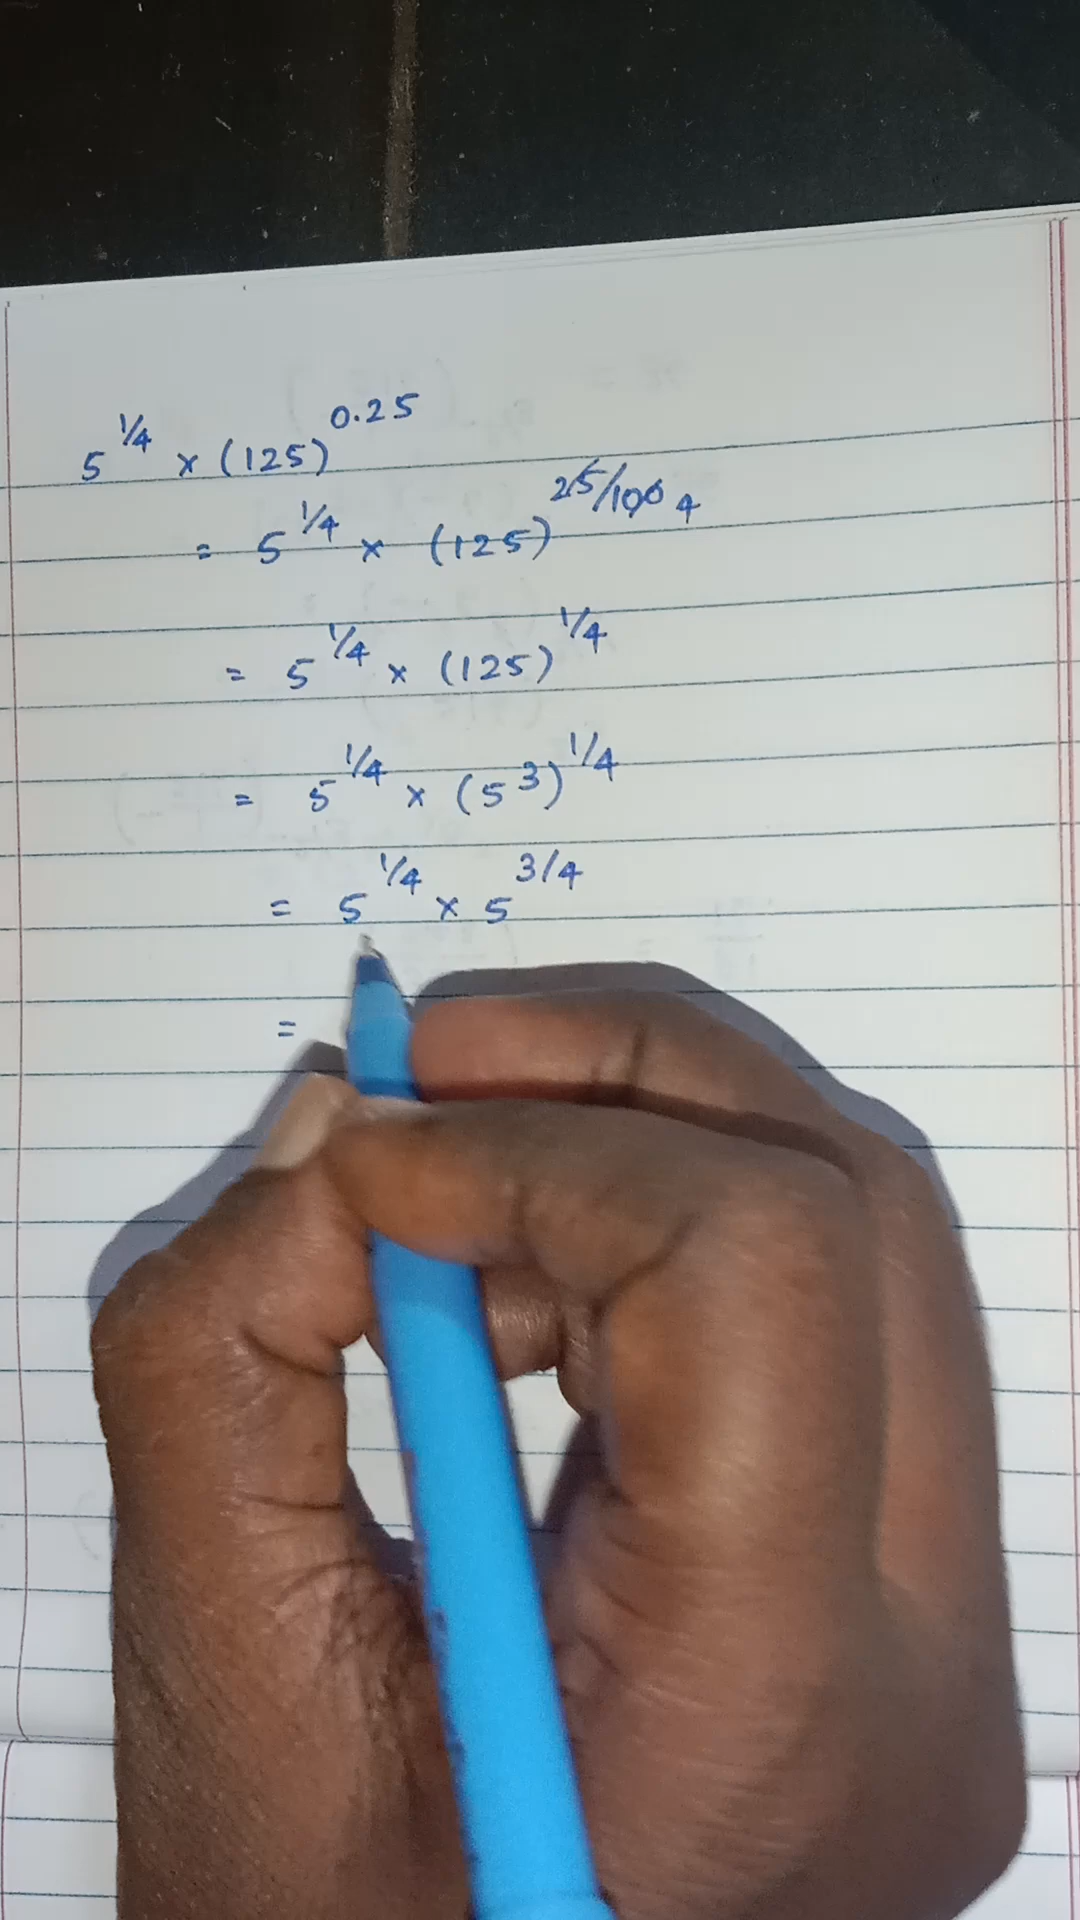 5^1/4 × (125)^0.25
= 5^1/4 × (125)^25/100 4
= 5^1/4 × (125)^1/4
= 5^1/4 × (5^3)^1/4
= 5^1/4 × 5^3/4
=